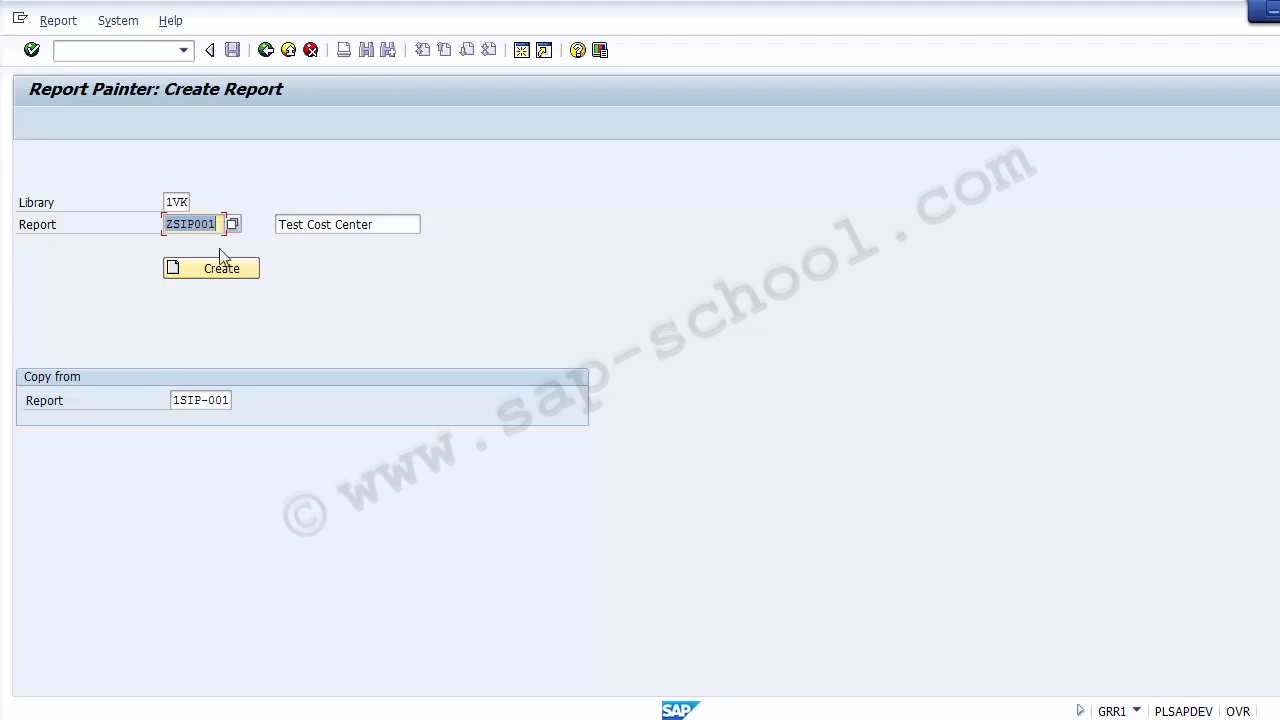 Report System Help
Report Painter: Create Report
Library 1VK
Report ZSIP001 Test Cost Center
Create
Copy from
Report 1SIP-001
© www.sap-school.com
SAP
GRR1 PLSAPDEV OVR